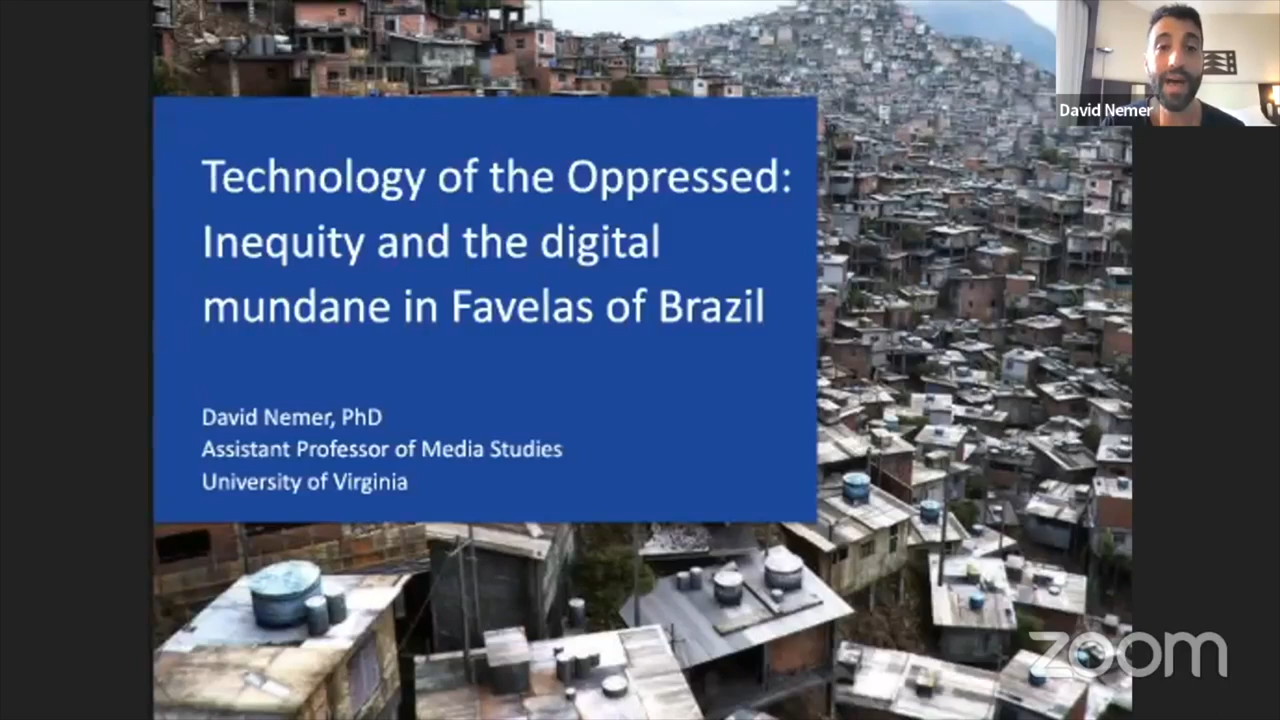 Technology of the Oppressed:
Inequity and the digital
mundane in Favelas of Brazil
David Nemer, PhD
Assistant Professor of Media Studies
University of Virginia
David Nemer
zoom